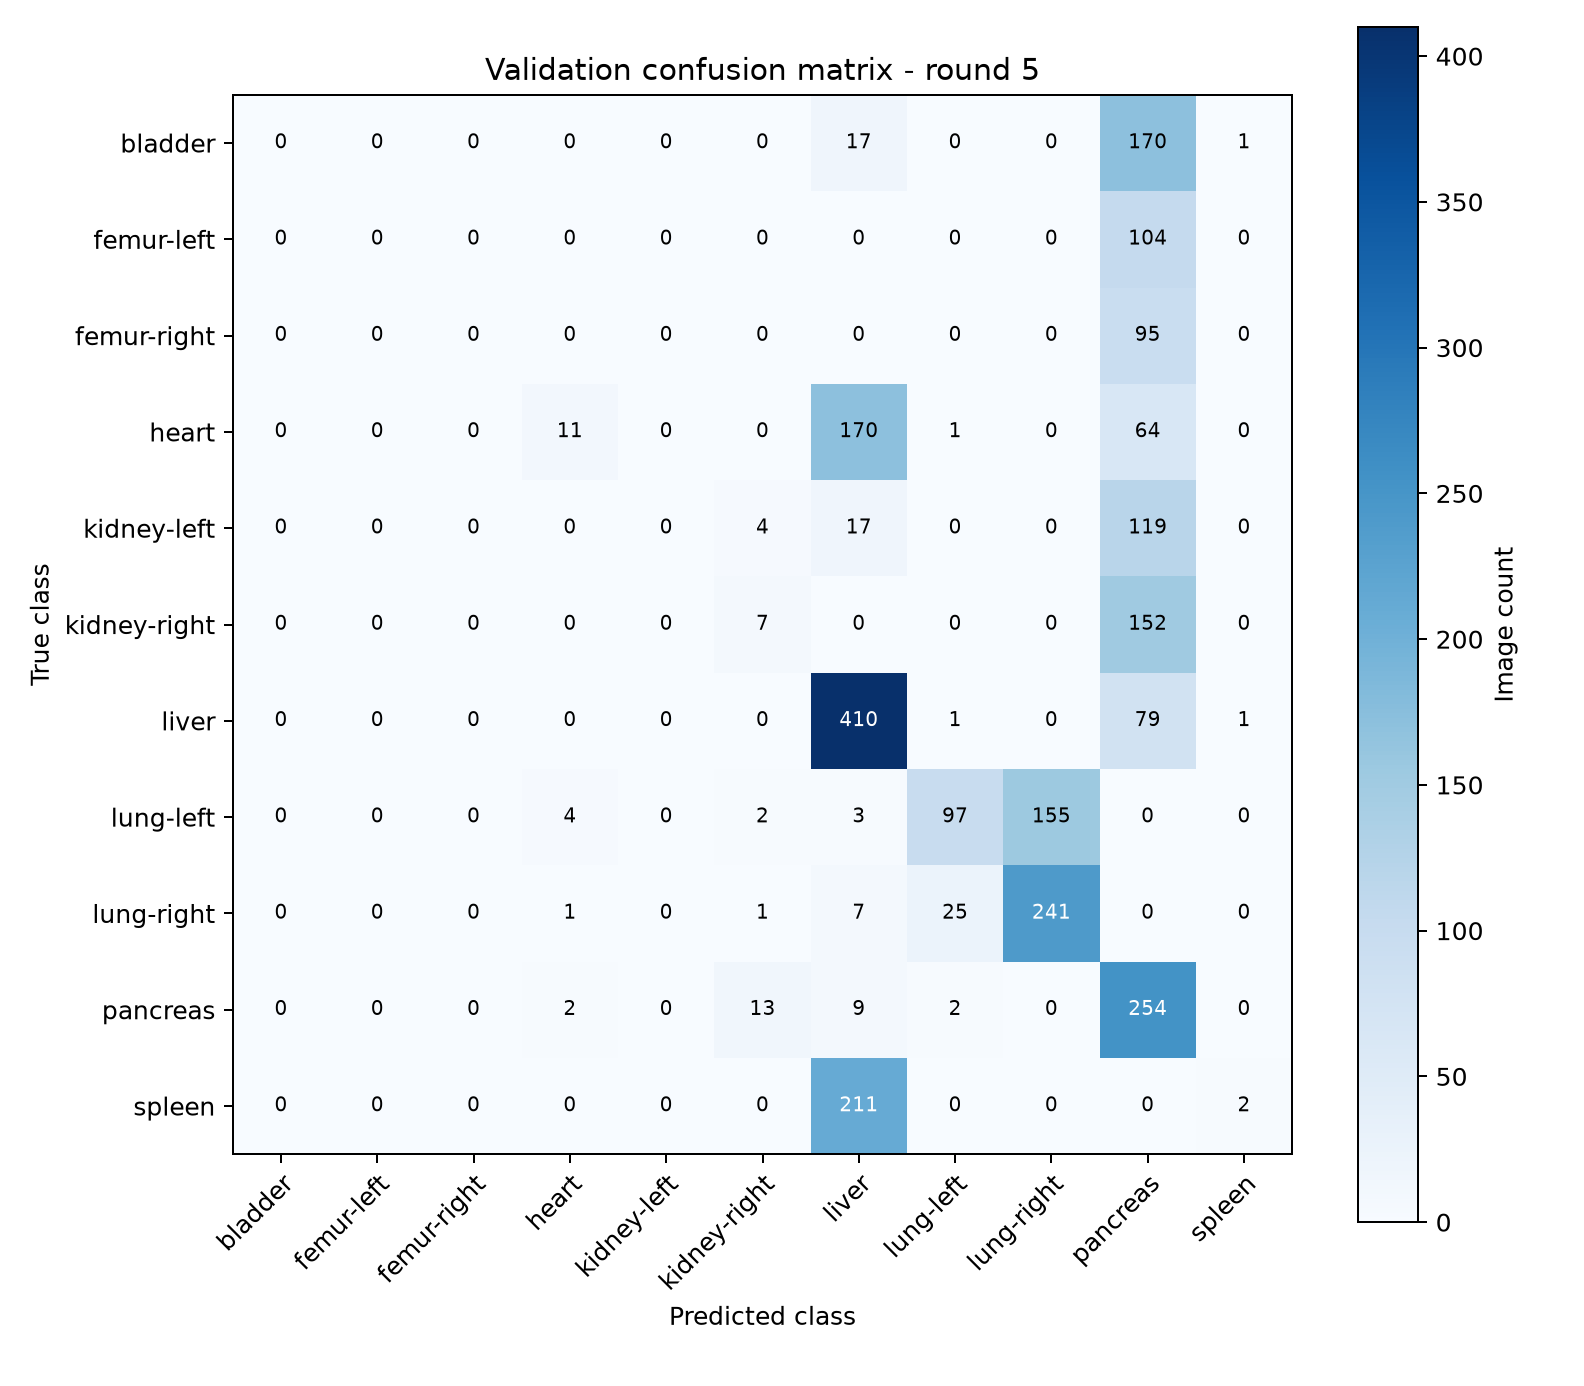 Validation confusion matrix - round 5
bladder 0 0 0 0 0 0 17 0 0 170 1
femur-left 0 0 0 0 0 0 0 0 0 104 0
femur-right 0 0 0 0 0 0 0 0 0 95 0
heart 0 0 0 11 0 0 170 1 0 64 0
kidney-left 0 0 0 0 0 4 17 0 0 119 0
kidney-right 0 0 0 0 0 7 0 0 0 152 0
liver 0 0 0 0 0 0 410 1 0 79 1
lung-left 0 0 0 4 0 2 3 97 155 0 0
lung-right 0 0 0 1 0 1 7 25 241 0 0
pancreas 0 0 0 2 0 13 9 2 0 254 0
spleen 0 0 0 0 0 0 211 0 0 0 2
True class
bladder femur-left femur-right heart kidney-left kidney-right liver lung-left lung-right pancreas spleen
Predicted class
400
350
300
250
200
150
100
50
0
Image count